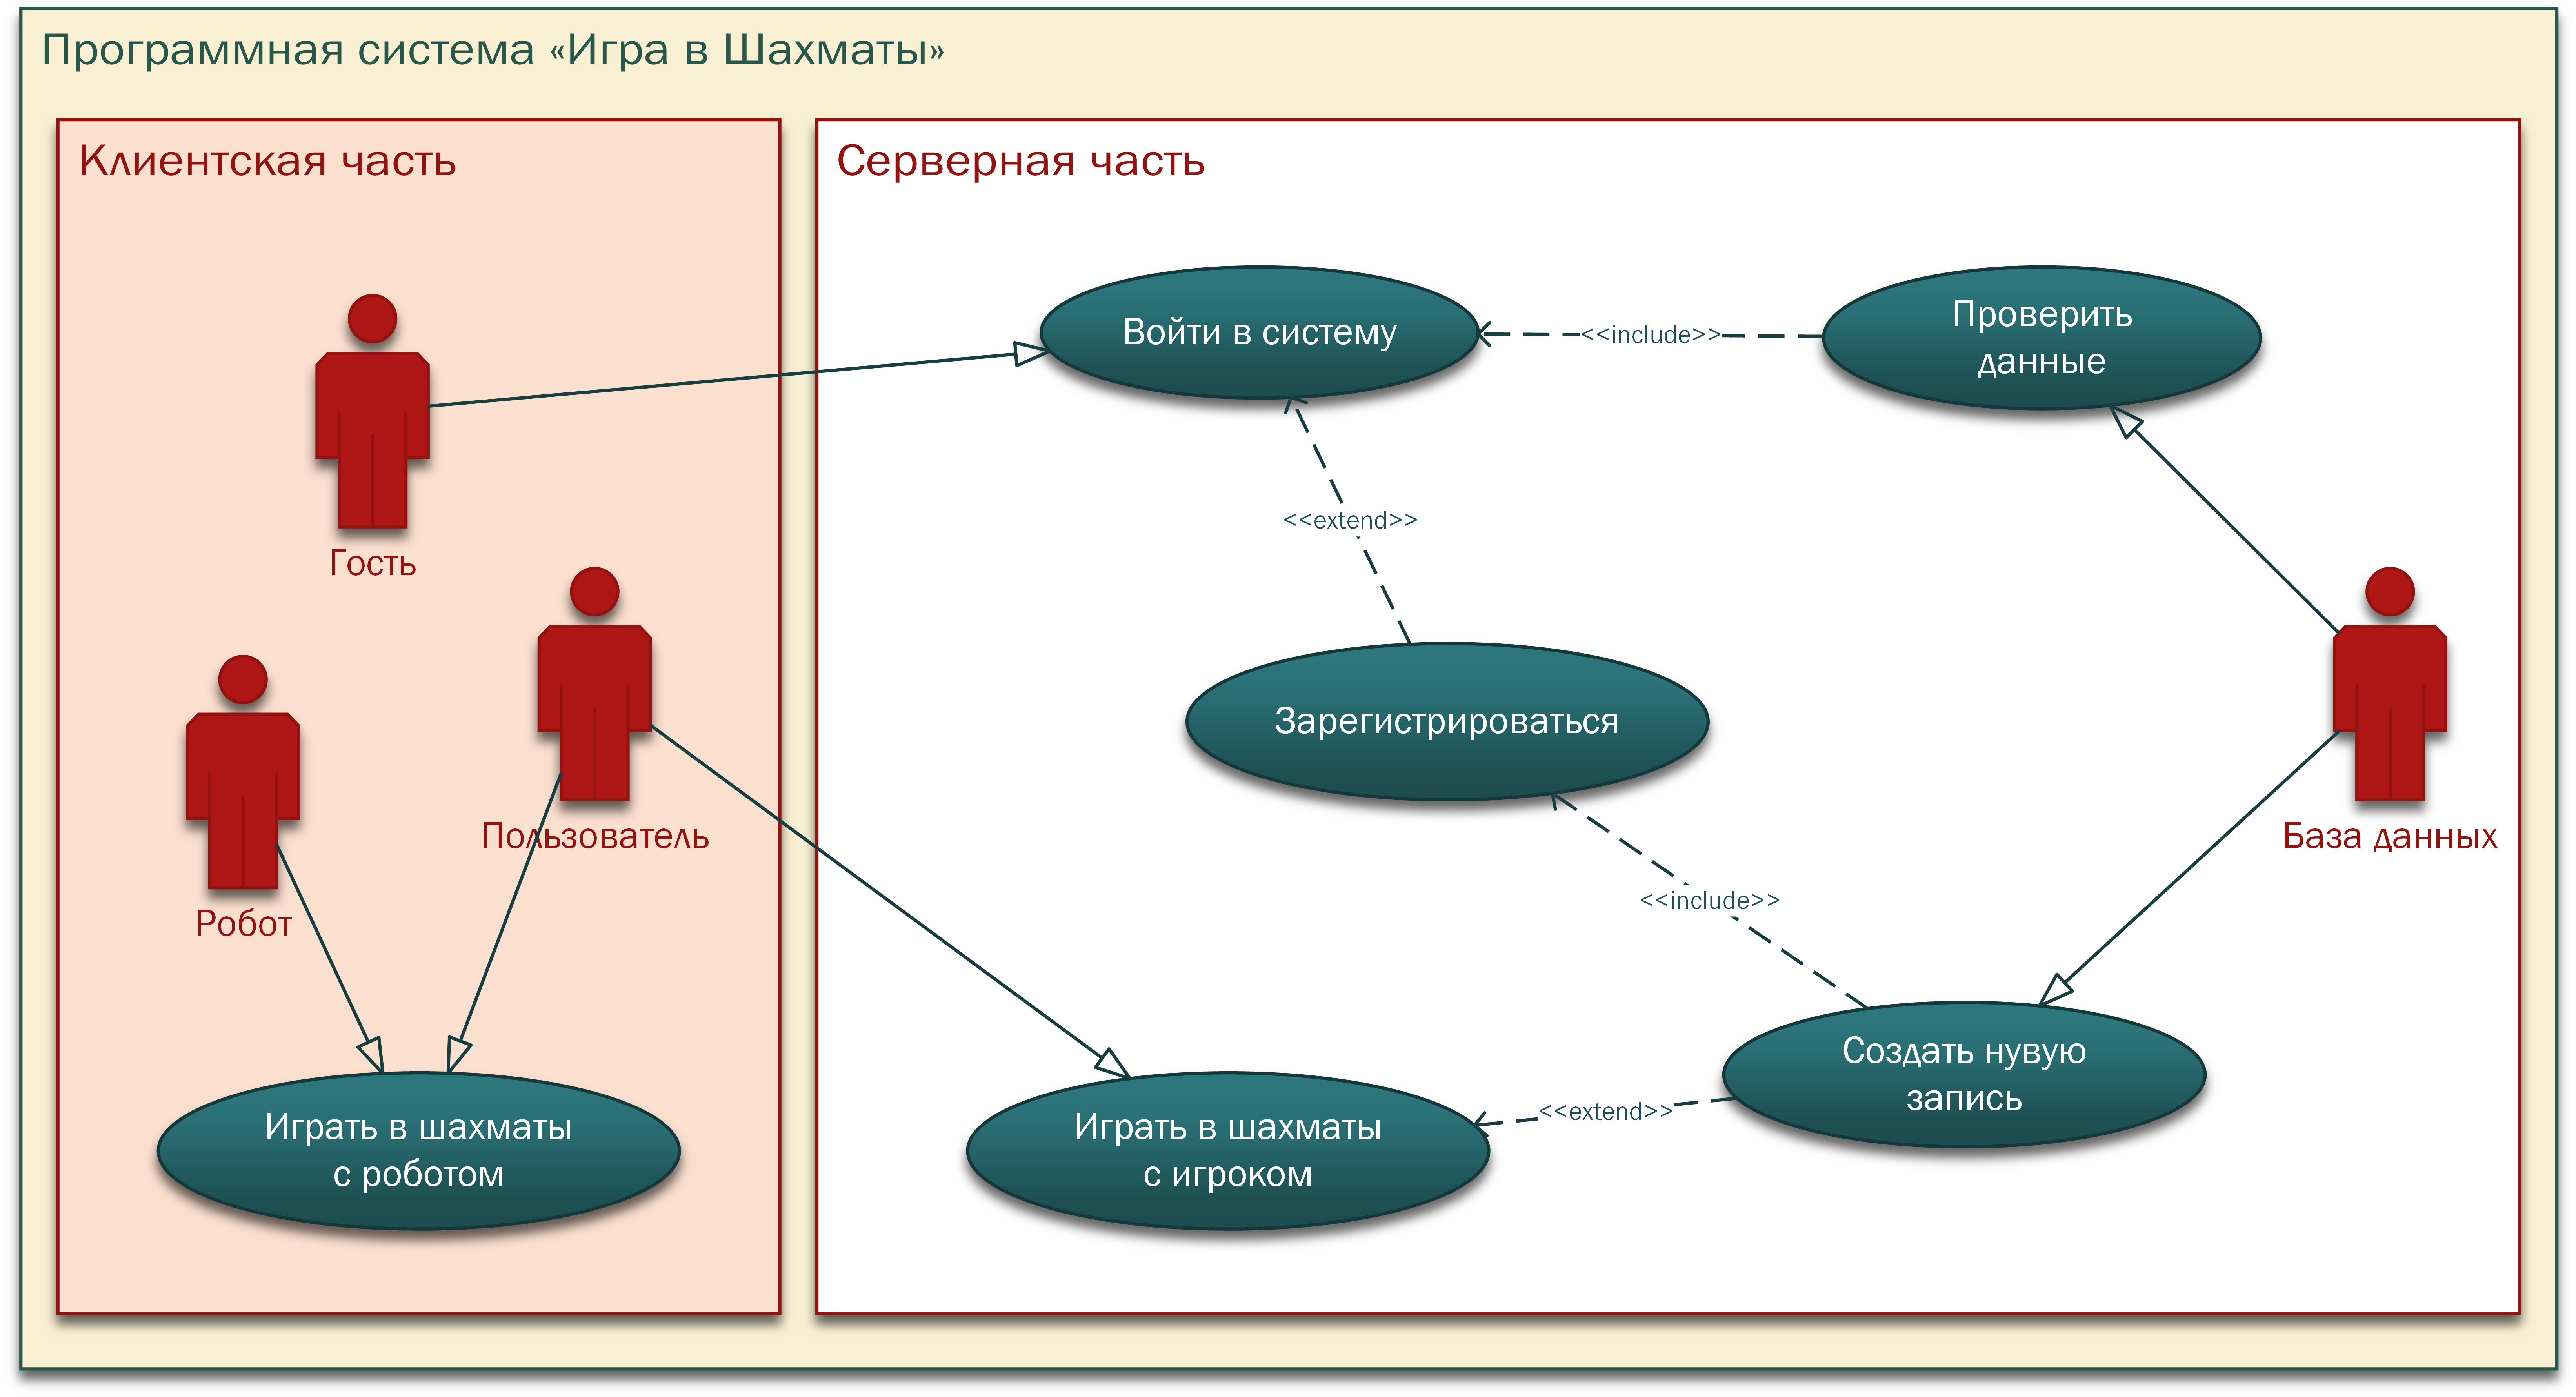 Программная система «Игра в Шахматы»
Клиентская часть
Серверная часть
Войти в систему
<<include>>
Проверить
данные
<<extend>>
Гость
Зарегистрироваться
Пользователь
База данных
Робот
<<include>>
Создать нувую
запись
<<extend>>
Играть в шахматы
с роботом
Играть в шахматы
с игроком